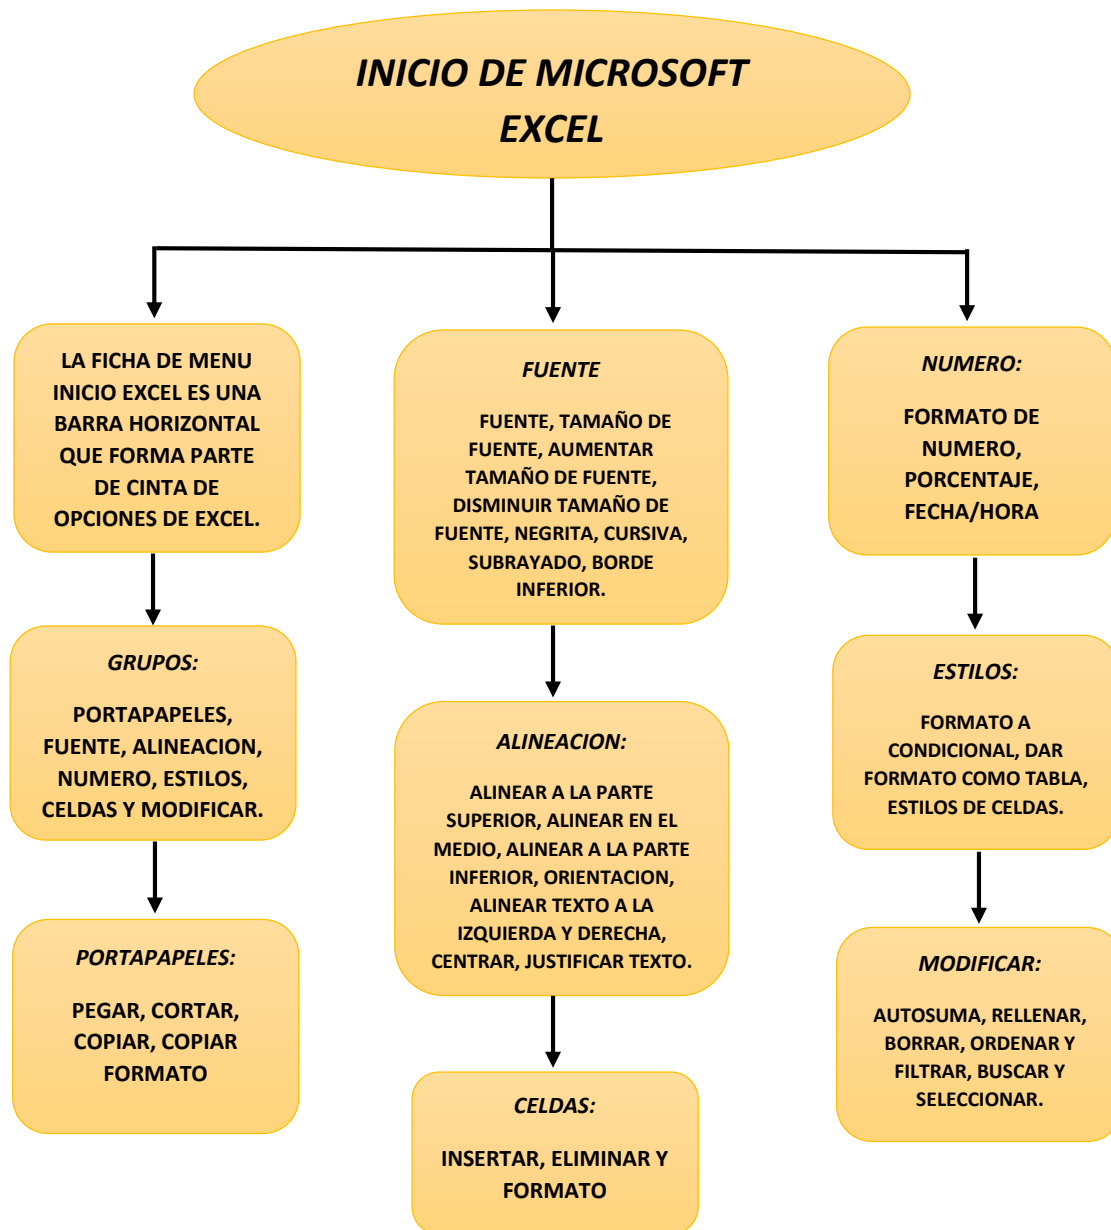 INICIO DE MICROSOFT
EXCEL
LA FICHA DE MENU
INICIO EXCEL ES UNA
BARRA HORIZONTAL
QUE FORMA PARTE
DE CINTA DE
OPCIONES DE EXCEL.
GRUPOS:
PORTAPAPELES,
FUENTE, ALINEACION,
NUMERO, ESTILOS,
CELDAS Y MODIFICAR.
PORTAPAPELES:
PEGAR, CORTAR,
COPIAR, COPIAR
FORMATO
FUENTE
FUENTE, TAMAÑO DE
FUENTE, AUMENTAR
TAMAÑO DE FUENTE,
DISMINUIR TAMAÑO DE
FUENTE, NEGRITA, CURSIVA,
SUBRAYADO, BORDE
INFERIOR.
ALINEACION:
ALINEAR A LA PARTE
SUPERIOR, ALINEAR EN EL
MEDIO, ALINEAR A LA PARTE
INFERIOR, ORIENTACION,
ALINEAR TEXTO A LA
IZQUIERDA Y DERECHA,
CENTRAR, JUSTIFICAR TEXTO.
CELDAS:
INSERTAR, ELIMINAR Y
FORMATO
NUMERO:
FORMATO DE
NUMERO,
PORCENTAJE,
FECHA/HORA
ESTILOS:
FORMATO A
CONDICIONAL, DAR
FORMATO COMO TABLA,
ESTILOS DE CELDAS.
MODIFICAR:
AUTOSUMA, RELLENAR,
BORRAR, ORDENAR Y
FILTRAR, BUSCAR Y
SELECCIONAR.